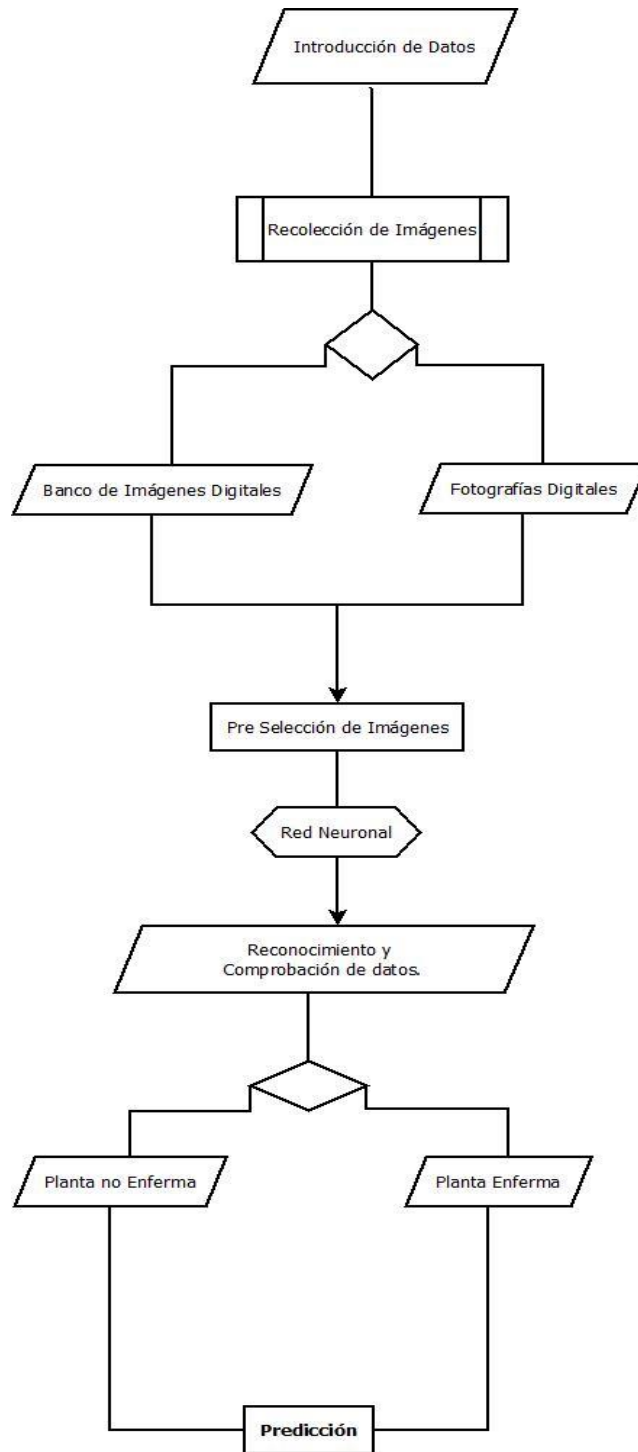 Introducción de Datos
Recolección de Imágenes
Banco de Imágenes Digitales
Fotografías Digitales
Pre Selección de Imágenes
Red Neuronal
Reconocimiento y
Comprobación de datos.
Planta no Enferma
Planta Enferma
Predicción